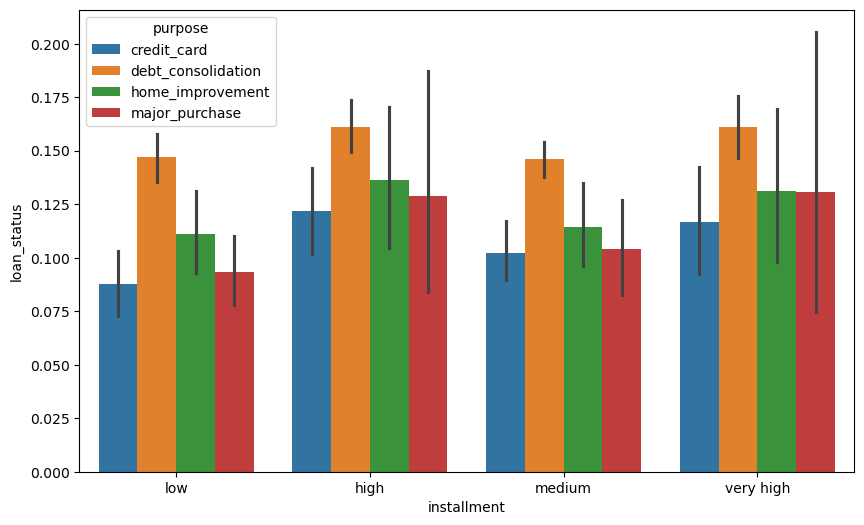 purpose
credit_card
debt_consolidation
home_improvement
major_purchase
loan_status
0.200
0.175
0.150
0.125
0.100
0.075
0.050
0.025
0.000
low high medium very high
installment